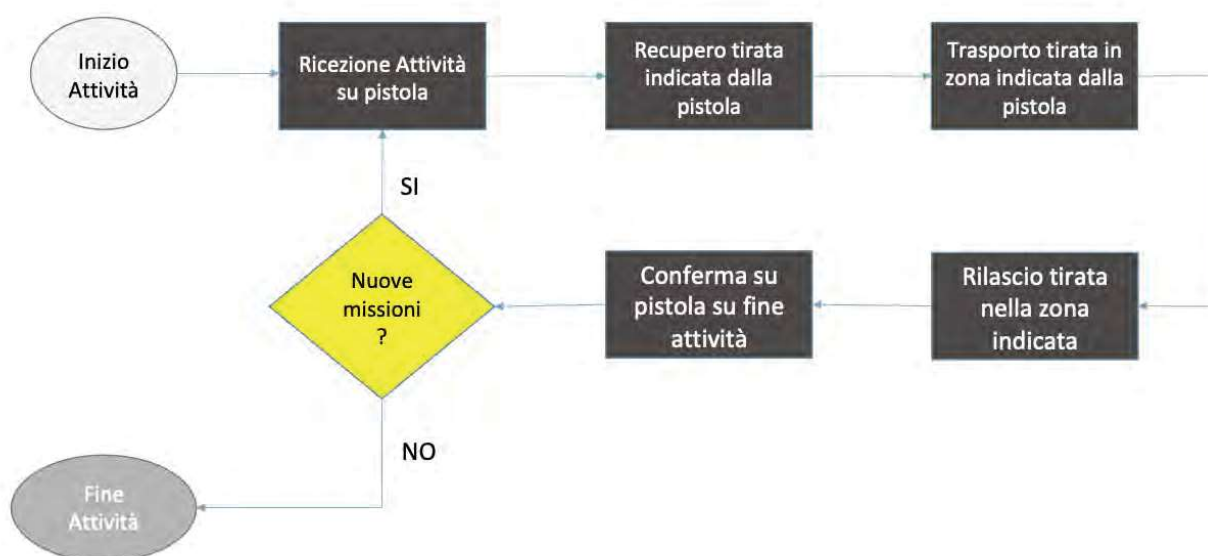 Inizio
Attività
Ricezione Attività
su pistola
Recupero tirata
indicata dalla
pistola
Trasporto tirata in
zona indicata dalla
pistola
Rilascio tirata
nella zona
indicata
Conferma su
pistola su fine
attività
Nuove
missioni
?
SI
NO
Fine
Attività